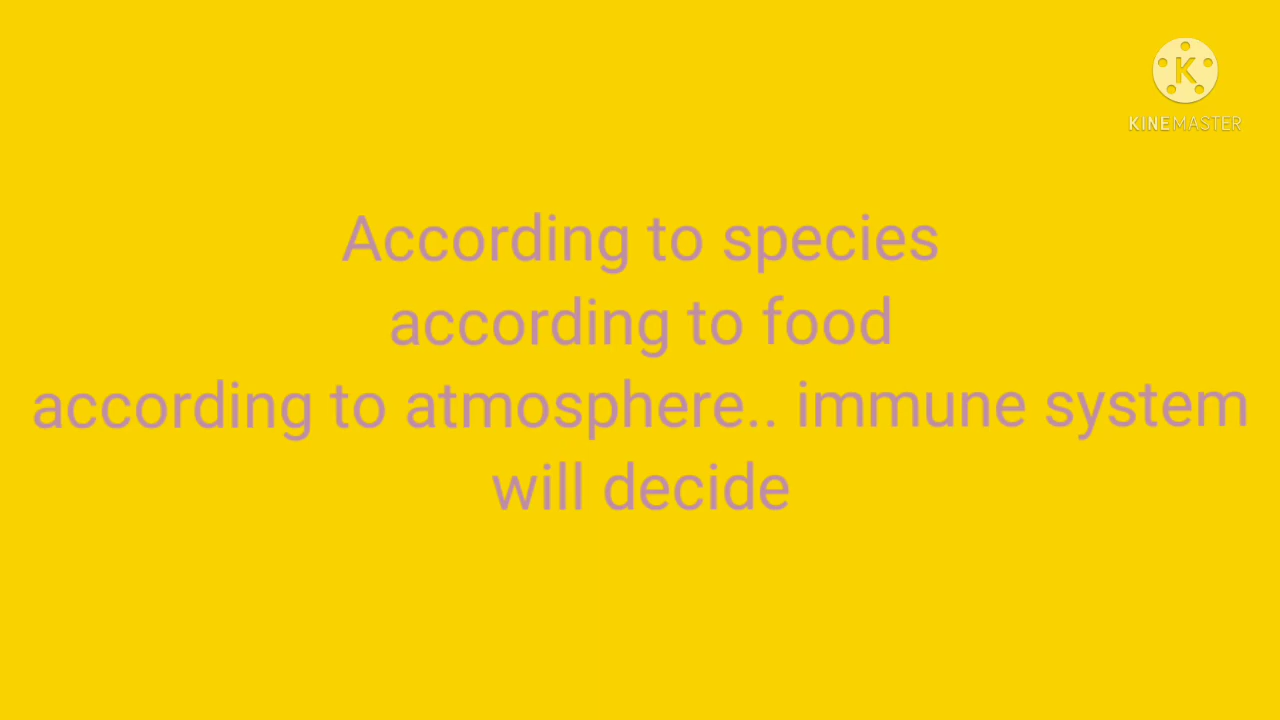 K
KINEMASTER
According to species
according to food
according to atmosphere.. immune system
will decide